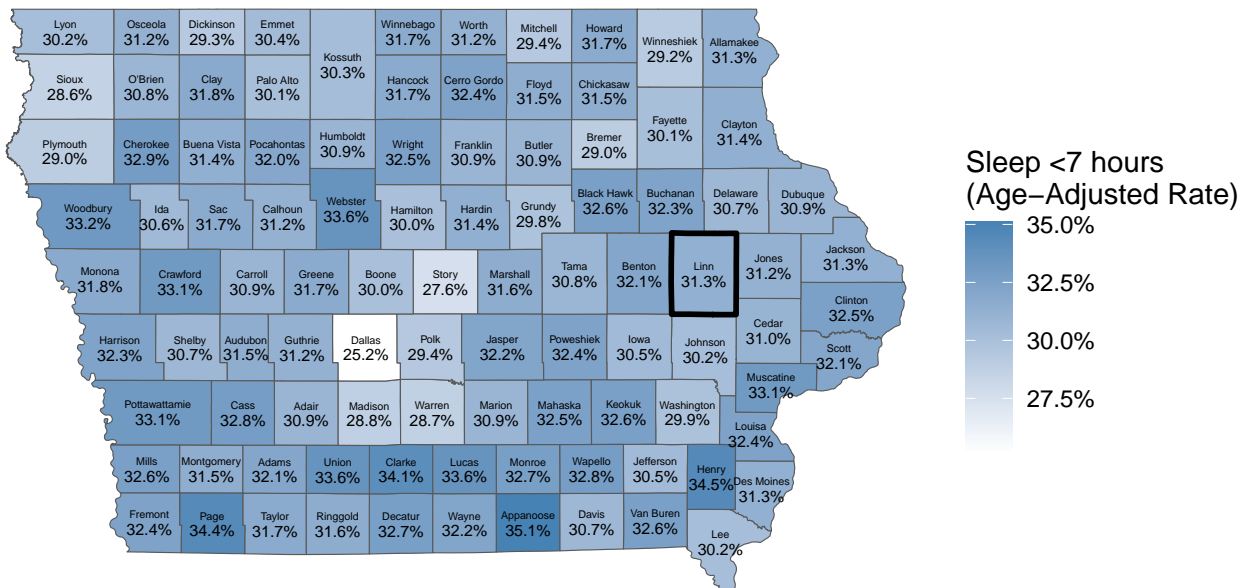 Lyon
30.2%
Osceola
31.2%
Dickinson
29.3%
Emmet
30.4%
Kossuth
30.3%
Winnebago
31.7%
Worth
31.2%
Mitchell
29.4%
Howard
31.7%
Winneshiek
29.2%
Allamakee
31.3%
Sioux
28.6%
O'Brien
30.8%
Clay
31.8%
Palo Alto
30.1%
Hancock
31.7%
Cerro Gordo
32.4%
Floyd
31.5%
Chickasaw
31.5%
Fayette
30.1%
Clayton
31.4%
Plymouth
29.0%
Cherokee
32.9%
Buena Vista
31.4%
Pocahontas
32.0%
Humboldt
30.9%
Wright
32.5%
Franklin
30.9%
Butler
30.9%
Bremer
29.0%
Woodbury
33.2%
Ida
30.6%
Sac
31.7%
Calhoun
31.2%
Webster
33.6%
Hamilton
30.0%
Hardin
31.4%
Grundy
29.8%
Black Hawk
32.6%
Buchanan
32.3%
Delaware
30.7%
Dubuque
30.9%
Monona
31.8%
Crawford
33.1%
Carroll
30.9%
Greene
31.7%
Boone
30.0%
Story
27.6%
Marshall
31.6%
Tama
30.8%
Benton
32.1%
Linn
31.3%
Jones
31.2%
Jackson
31.3%
Clinton
32.5%
Harrison
32.3%
Shelby
30.7%
Audubon
31.5%
Guthrie
31.2%
Dallas
25.2%
Polk
29.4%
Jasper
32.2%
Poweshiek
32.4%
Iowa
30.5%
Johnson
30.2%
Cedar
31.0%
Scott
32.1%
Muscatine
33.1%
Pottawattamie
33.1%
Cass
32.8%
Adair
30.9%
Madison
28.8%
Warren
28.7%
Marion
30.9%
Mahaska
32.5%
Keokuk
32.6%
Washington
29.9%
Louisa
32.4%
Mills
32.6%
Montgomery
31.5%
Adams
32.1%
Union
33.6%
Clarke
34.1%
Lucas
33.6%
Monroe
32.7%
Wapello
32.8%
Jefferson
30.5%
Henry
34.5%
Des Moines
31.3%
Fremont
32.4%
Page
34.4%
Taylor
31.7%
Ringgold
31.6%
Decatur
32.7%
Wayne
32.2%
Appanoose
35.1%
Davis
30.7%
Van Buren
32.6%
Lee
30.2%
Sleep <7 hours
(Age−Adjusted Rate)
35.0%
32.5%
30.0%
27.5%